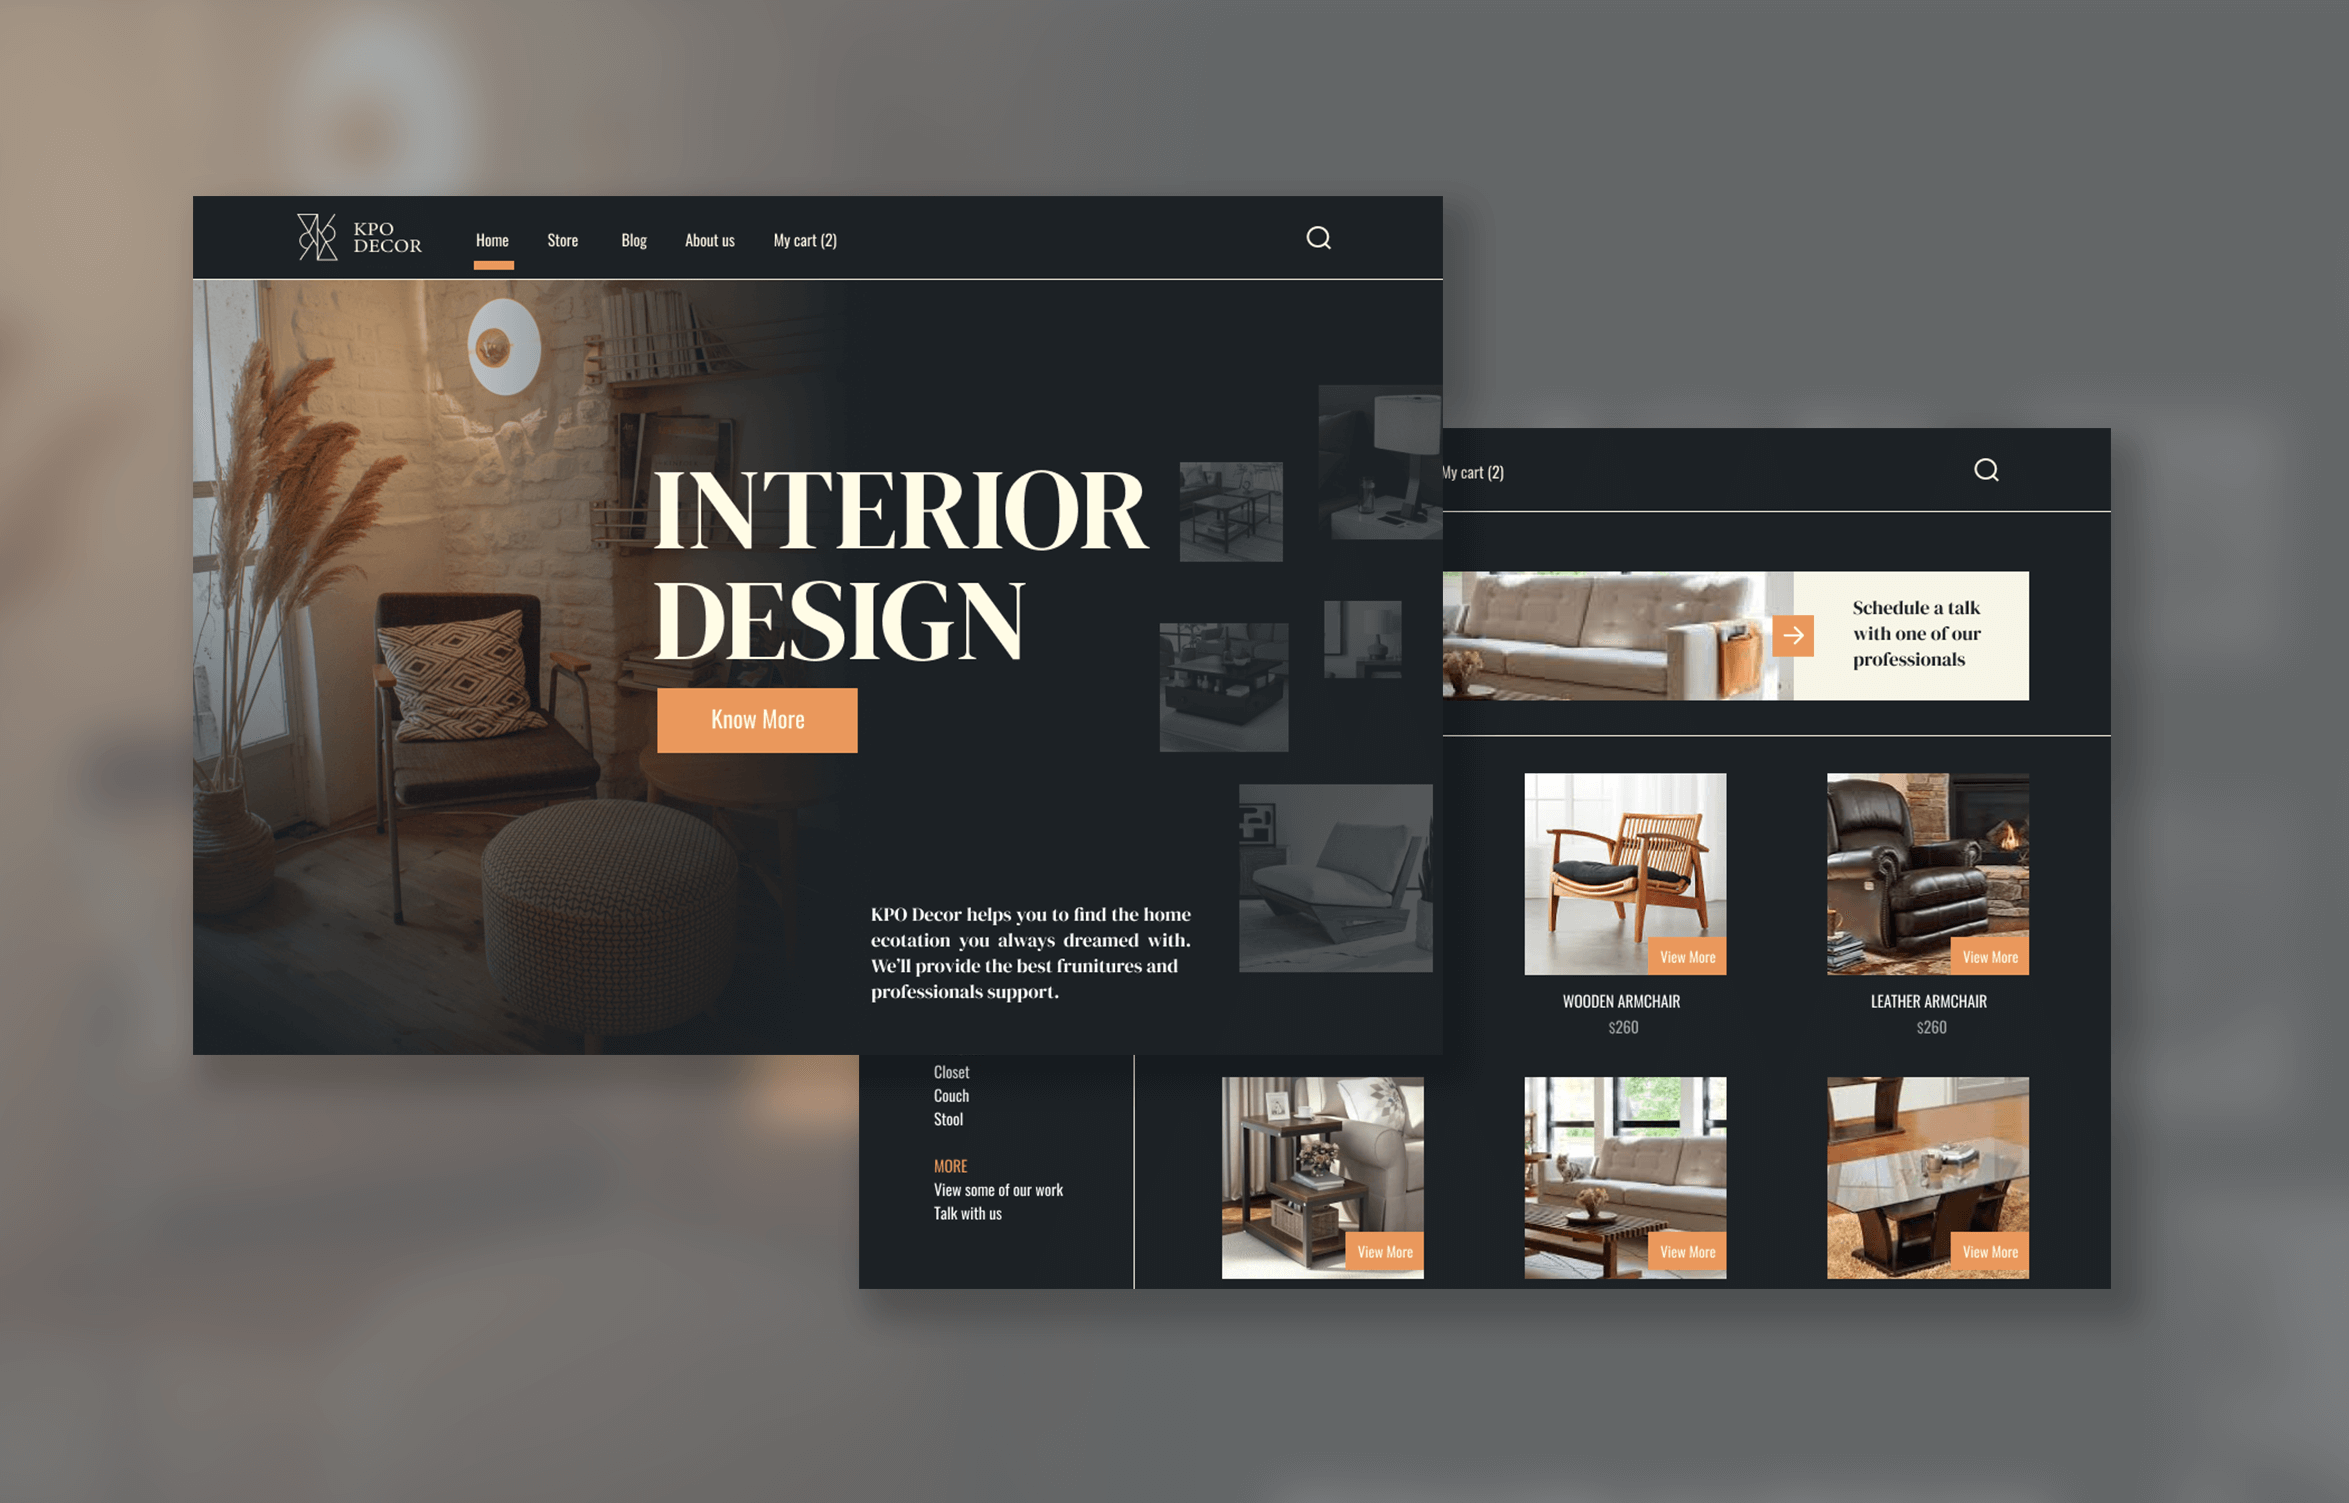 KPO
DECOR
Home
Store
Blog
About us
My cart (2)
INTERIOR
DESIGN
Know More
KPO Decor helps you to find the home
ecotation you always dreamed with.
We'll provide the best frunitures and
professionals support.
My cart (2)
Schedule a talk
with one of our
professionals
View More
View More
WOODEN ARMCHAIR
LEATHER ARMCHAIR
$260
$260
Closet
Couch
Stool
MORE
View some of our work
Talk with us
View More
View More
View More